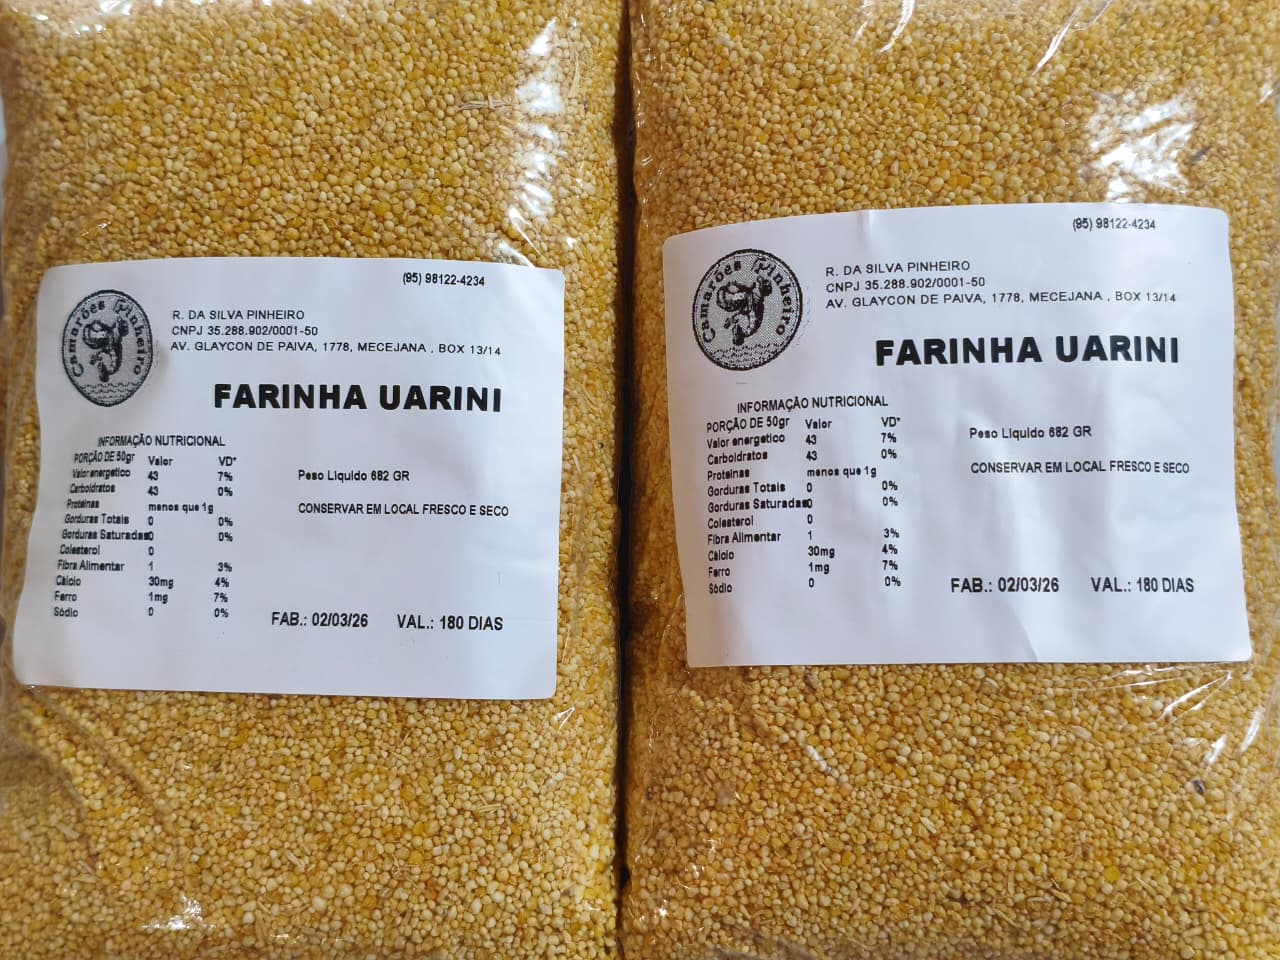 (95) 98122-4234
Camarões Pinheiro
R. DA SILVA PINHEIRO
CNPJ 35.288.902/0001-50
AV. GLAYCON DE PAIVA, 1778, MECEJANA , BOX 13/14
FARINHA UARINI
INFORMAÇÃO NUTRICIONAL
PORÇÃO DE 50gr Valor VD*
Valor energetico 43 7%
Carboidratos 43 0%
Proteinas menos que 1g
Gorduras Totais 0 0%
Gorduras Saturadas0 0%
Colesterol 0
Fibra Alimentar 1 3%
Cálcio 30mg 4%
Ferro 1mg 7%
Sódio 0 0%
Peso Liquido 682 GR
CONSERVAR EM LOCAL FRESCO E SECO
FAB.: 02/03/26 VAL.: 180 DIAS
(95) 98122-4234
Camarões Pinheiro
R. DA SILVA PINHEIRO
CNPJ 35.288.902/0001-50
AV. GLAYCON DE PAIVA, 1778, MECEJANA , BOX 13/14
FARINHA UARINI
INFORMAÇÃO NUTRICIONAL
PORÇÃO DE 50gr Valor VD*
Valor energetico 43 7%
Carboidratos 43 0%
Proteinas menos que 1g
Gorduras Totais 0 0%
Gorduras Saturadas0 0%
Colesterol 0
Fibra Alimentar 1 3%
Cálcio 30mg 4%
Ferro 1mg 7%
Sódio 0 0%
Peso Liquido 682 GR
CONSERVAR EM LOCAL FRESCO E SECO
FAB.: 02/03/26 VAL.: 180 DIAS